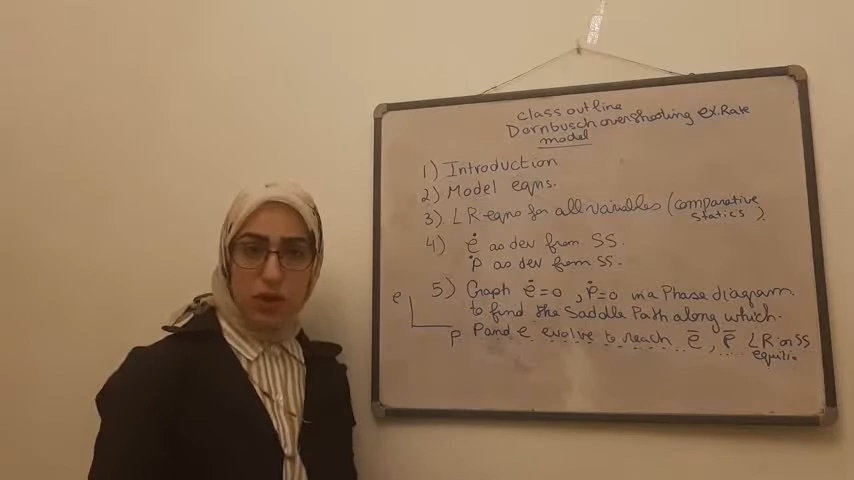 class outline
Dornbusch overshooting ex.Rate
model
1) Introduction
2) Model eqns.
3) LR eqns for all variables (comparative
statics).
4) ė as dev from SS.
ṗ as dev from SS.
5) Graph ė=0, Ṗ=0 via Phase diagram.
to find the Saddle Path along which.
P and e evolve to reach e̅, P̅ LR or SS
equilib
e
P